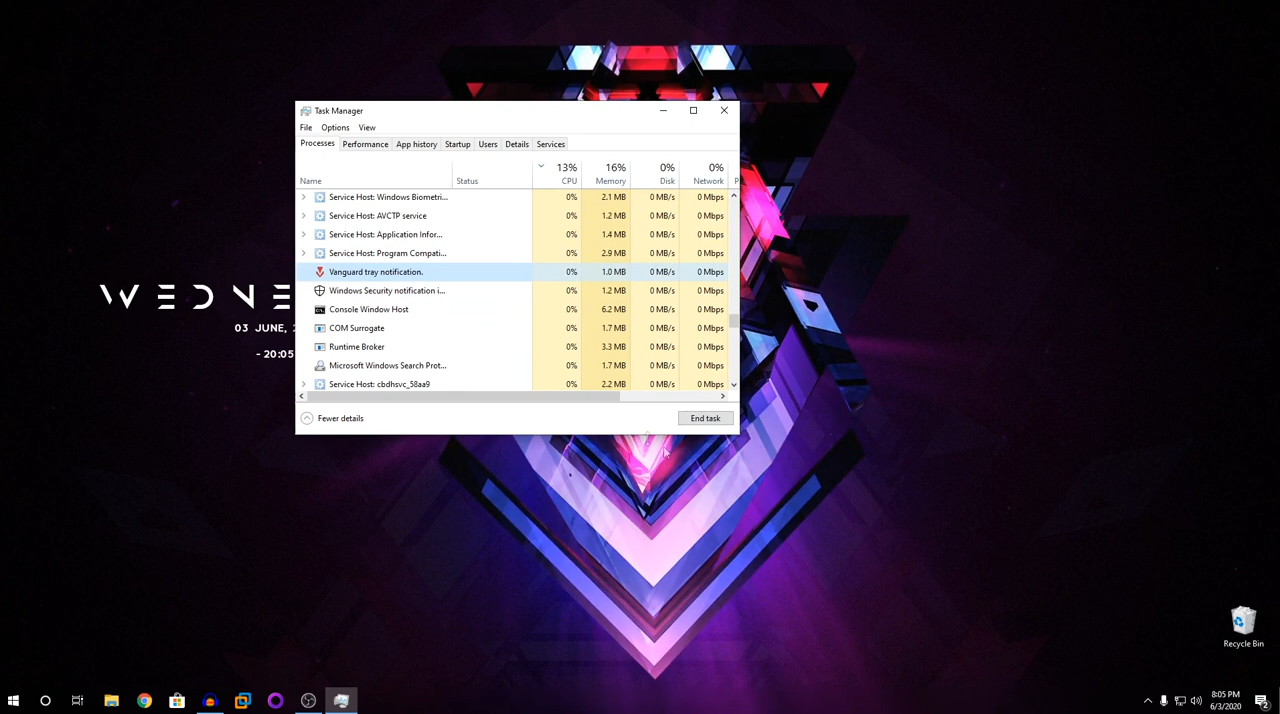 Task Manager
File Options View
Processes Performance App history Startup Users Details Services
13% 16% 0% 0%
Name Status CPU Memory Disk Network P
Service Host: Windows Biometri... 0% 2.1 MB 0 MB/s 0 Mbps
Service Host: AVCTP service 0% 1.2 MB 0 MB/s 0 Mbps
Service Host: Application Infor... 0% 1.4 MB 0 MB/s 0 Mbps
Service Host: Program Compati... 0% 2.9 MB 0 MB/s 0 Mbps
Vanguard tray notification. 0% 1.0 MB 0 MB/s 0 Mbps
Windows Security notification i... 0% 1.2 MB 0 MB/s 0 Mbps
Console Window Host 0% 6.2 MB 0 MB/s 0 Mbps
COM Surrogate 0% 1.7 MB 0 MB/s 0 Mbps
Runtime Broker 0% 3.3 MB 0 MB/s 0 Mbps
Microsoft Windows Search Prot... 0% 1.7 MB 0 MB/s 0 Mbps
Service Host: cbdhsvc_58aa9 0% 2.2 MB 0 MB/s 0 Mbps
Fewer details End task
WEDNE
03 JUNE,
- 20:05
Recycle Bin
8:05 PM
6/3/2020
2